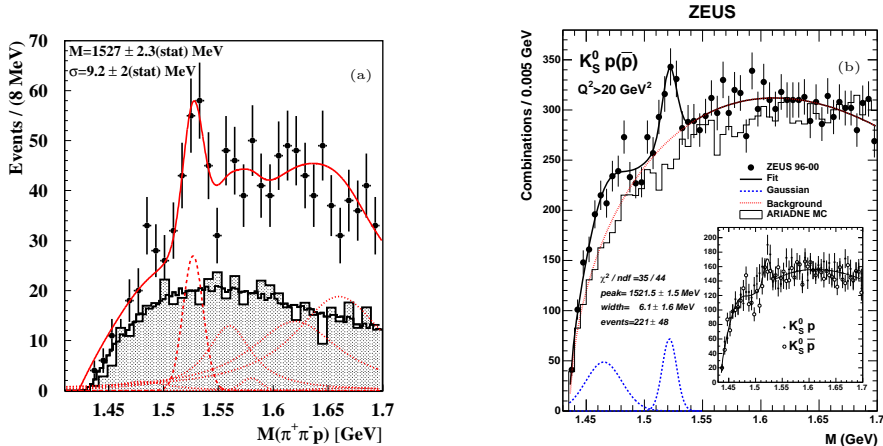 M=1527 ± 2.3(stat) MeV
σ=9.2 ± 2(stat) MeV
(a)
Events / (8 MeV)
70
60
50
40
30
20
10
0
1.45 1.5 1.55 1.6 1.65 1.7
M(π⁺π⁻p) [GeV]
ZEUS
Combinations / 0.005 GeV
K⁰_S p(p̄)
Q²>20 GeV²
(b)
350
300
250
200
150
100
50
0
ZEUS 96-00
Fit
Gaussian
Background
ARIADNE MC
χ² / ndf =35 / 44
peak= 1521.5 ± 1.5 MeV
width= 6.1 ± 1.6 MeV
events=221 ± 48
200
180
160
140
120
100
80
60
40
20
0
K⁰_S p
K⁰_S p̄
1.45 1.5 1.55 1.6 1.65 1.7
1.45 1.5 1.55 1.6 1.65 1.7
M (GeV)